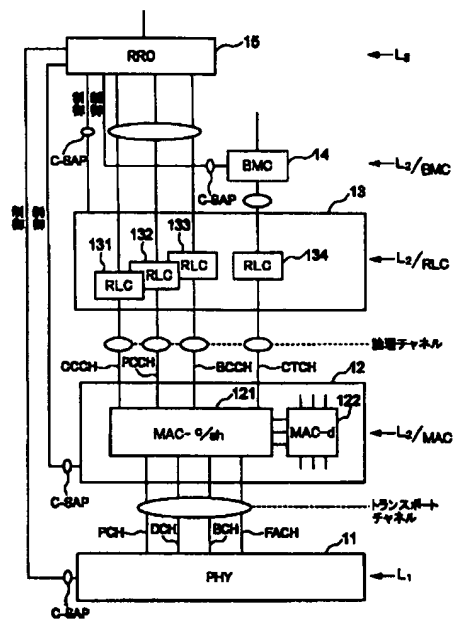 15
RRC
L3
制御
制御
C-SAP
BMC
14
L2/BMC
C-SAP
13
制御
制御
131
132
133
RLC
RLC
RLC
RLC
134
L2/RLC
論理チャネル
CCCH
PCCH
BCCH
CTCH
12
121
122
MAC-c/sh
MAC-d
L2/MAC
C-SAP
トランスポート
チャネル
PCH
DCH
BCH
FACH
11
PHY
L1
C-SAP